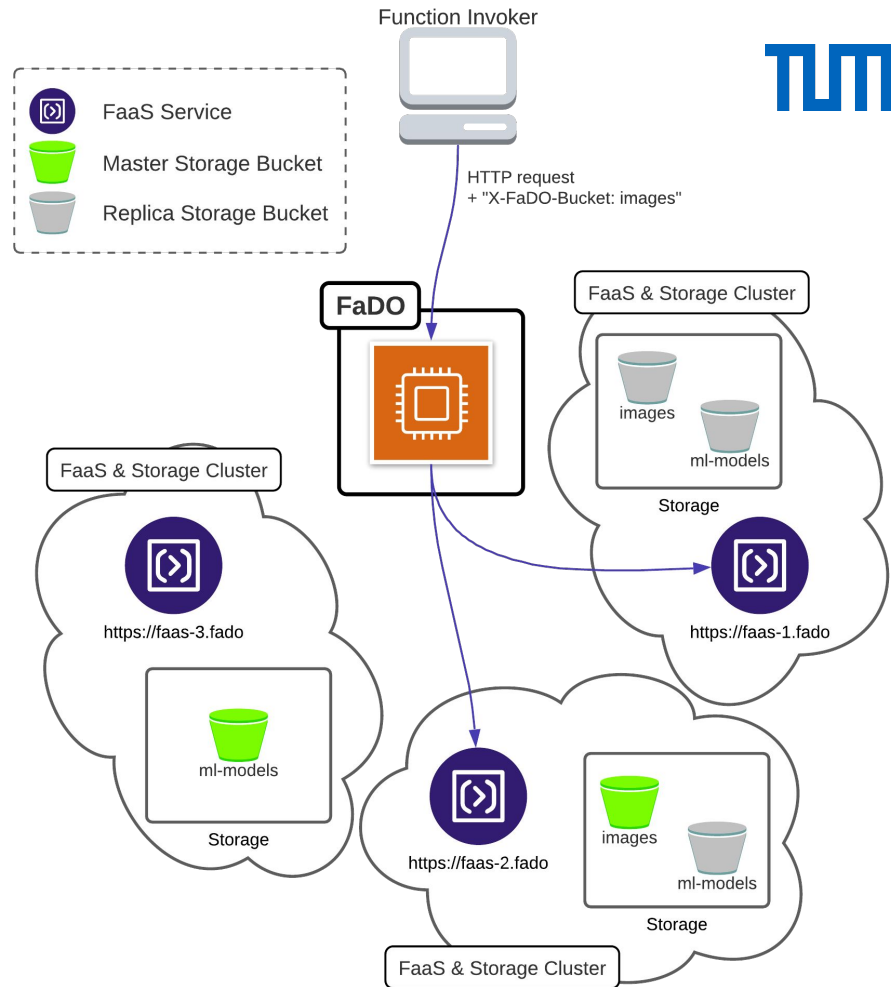 Function Invoker
TUM
FaaS Service
Master Storage Bucket
Replica Storage Bucket
HTTP request
+ "X-FaDO-Bucket: images"
FaDO
FaaS & Storage Cluster
images
ml-models
Storage
https://faas-1.fado
FaaS & Storage Cluster
https://faas-3.fado
ml-models
Storage
https://faas-2.fado
images
ml-models
Storage
FaaS & Storage Cluster